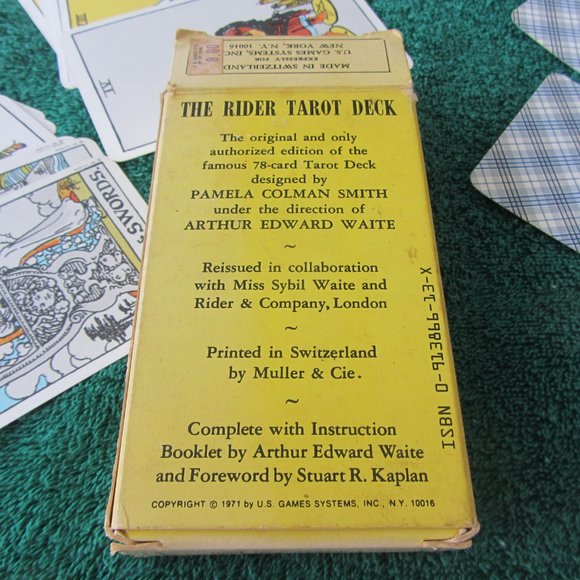 IV
VII
8.00
MADE IN SWITZERLAND
EXPRESSLY FOR
U.S. GAMES SYSTEMS, INC.
NEW YORK, N.Y. 10016
THE RIDER TAROT DECK
The original and only
authorized edition of the
famous 78-card Tarot Deck
designed by
PAMELA COLMAN SMITH
under the direction of
ARTHUR EDWARD WAITE
~
Reissued in collaboration
with Miss Sybil Waite and
Rider & Company, London
~
Printed in Switzerland
by Muller & Cie.
~
Complete with Instruction
Booklet by Arthur Edward Waite
and Foreword by Stuart R. Kaplan
COPYRIGHT © 1971 by U.S. GAMES SYSTEMS, INC., N.Y. 10016
ISBN 0-913866-13-X
SWORDS.